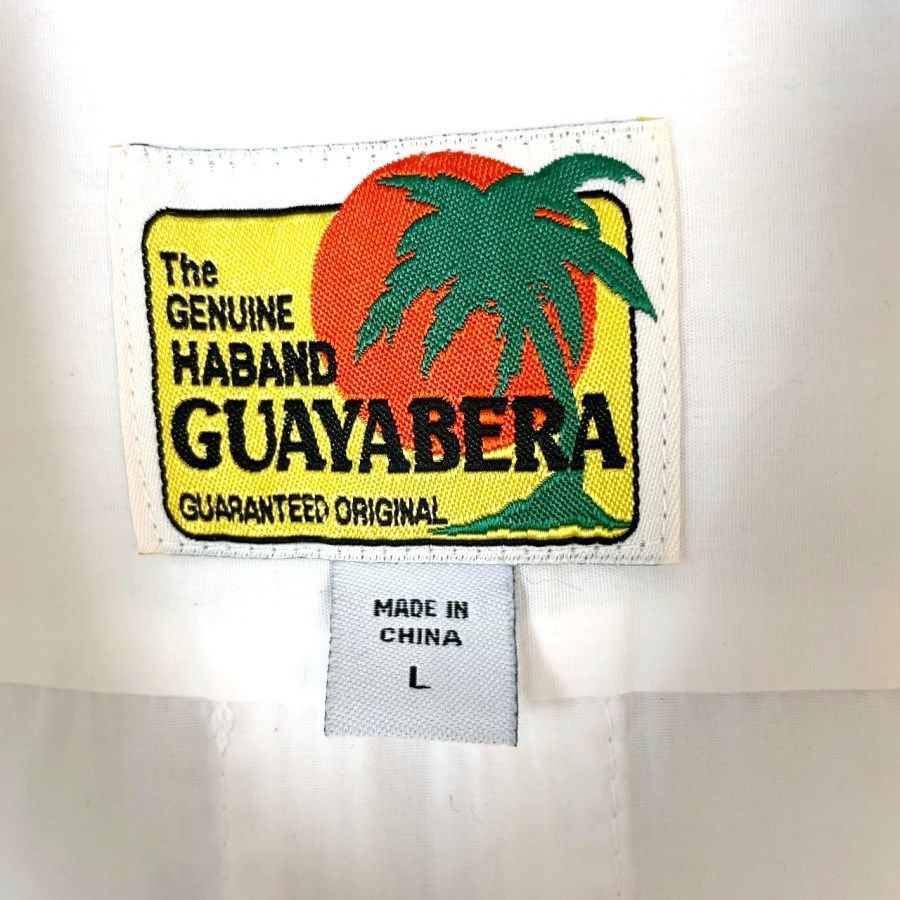 The
GENUINE
HABAND
GUAYABERA
GUARANTEED ORIGINAL
MADE IN
CHINA
L